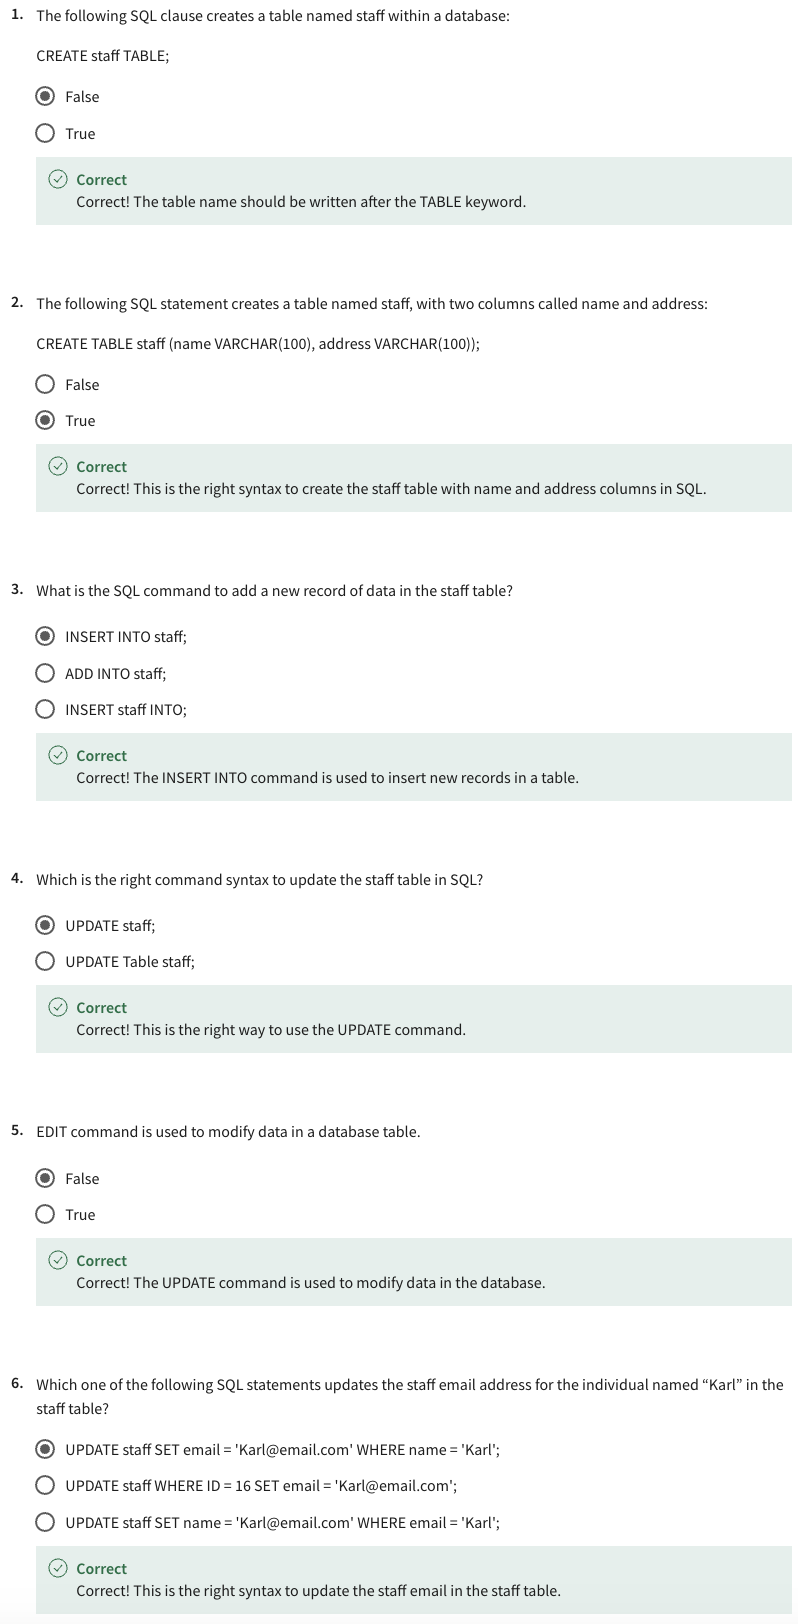 1. The following SQL clause creates a table named staff within a database:
CREATE staff TABLE;
False
True
Correct
Correct! The table name should be written after the TABLE keyword.
2. The following SQL statement creates a table named staff, with two columns called name and address:
CREATE TABLE staff (name VARCHAR(100), address VARCHAR(100));
False
True
Correct
Correct! This is the right syntax to create the staff table with name and address columns in SQL.
3. What is the SQL command to add a new record of data in the staff table?
INSERT INTO staff;
ADD INTO staff;
INSERT staff INTO;
Correct
Correct! The INSERT INTO command is used to insert new records in a table.
4. Which is the right command syntax to update the staff table in SQL?
UPDATE staff;
UPDATE Table staff;
Correct
Correct! This is the right way to use the UPDATE command.
5. EDIT command is used to modify data in a database table.
False
True
Correct
Correct! The UPDATE command is used to modify data in the database.
6. Which one of the following SQL statements updates the staff email address for the individual named “Karl” in the
staff table?
UPDATE staff SET email = 'Karl@email.com' WHERE name = 'Karl';
UPDATE staff WHERE ID = 16 SET email = 'Karl@email.com';
UPDATE staff SET name = 'Karl@email.com' WHERE email = 'Karl';
Correct
Correct! This is the right syntax to update the staff email in the staff table.